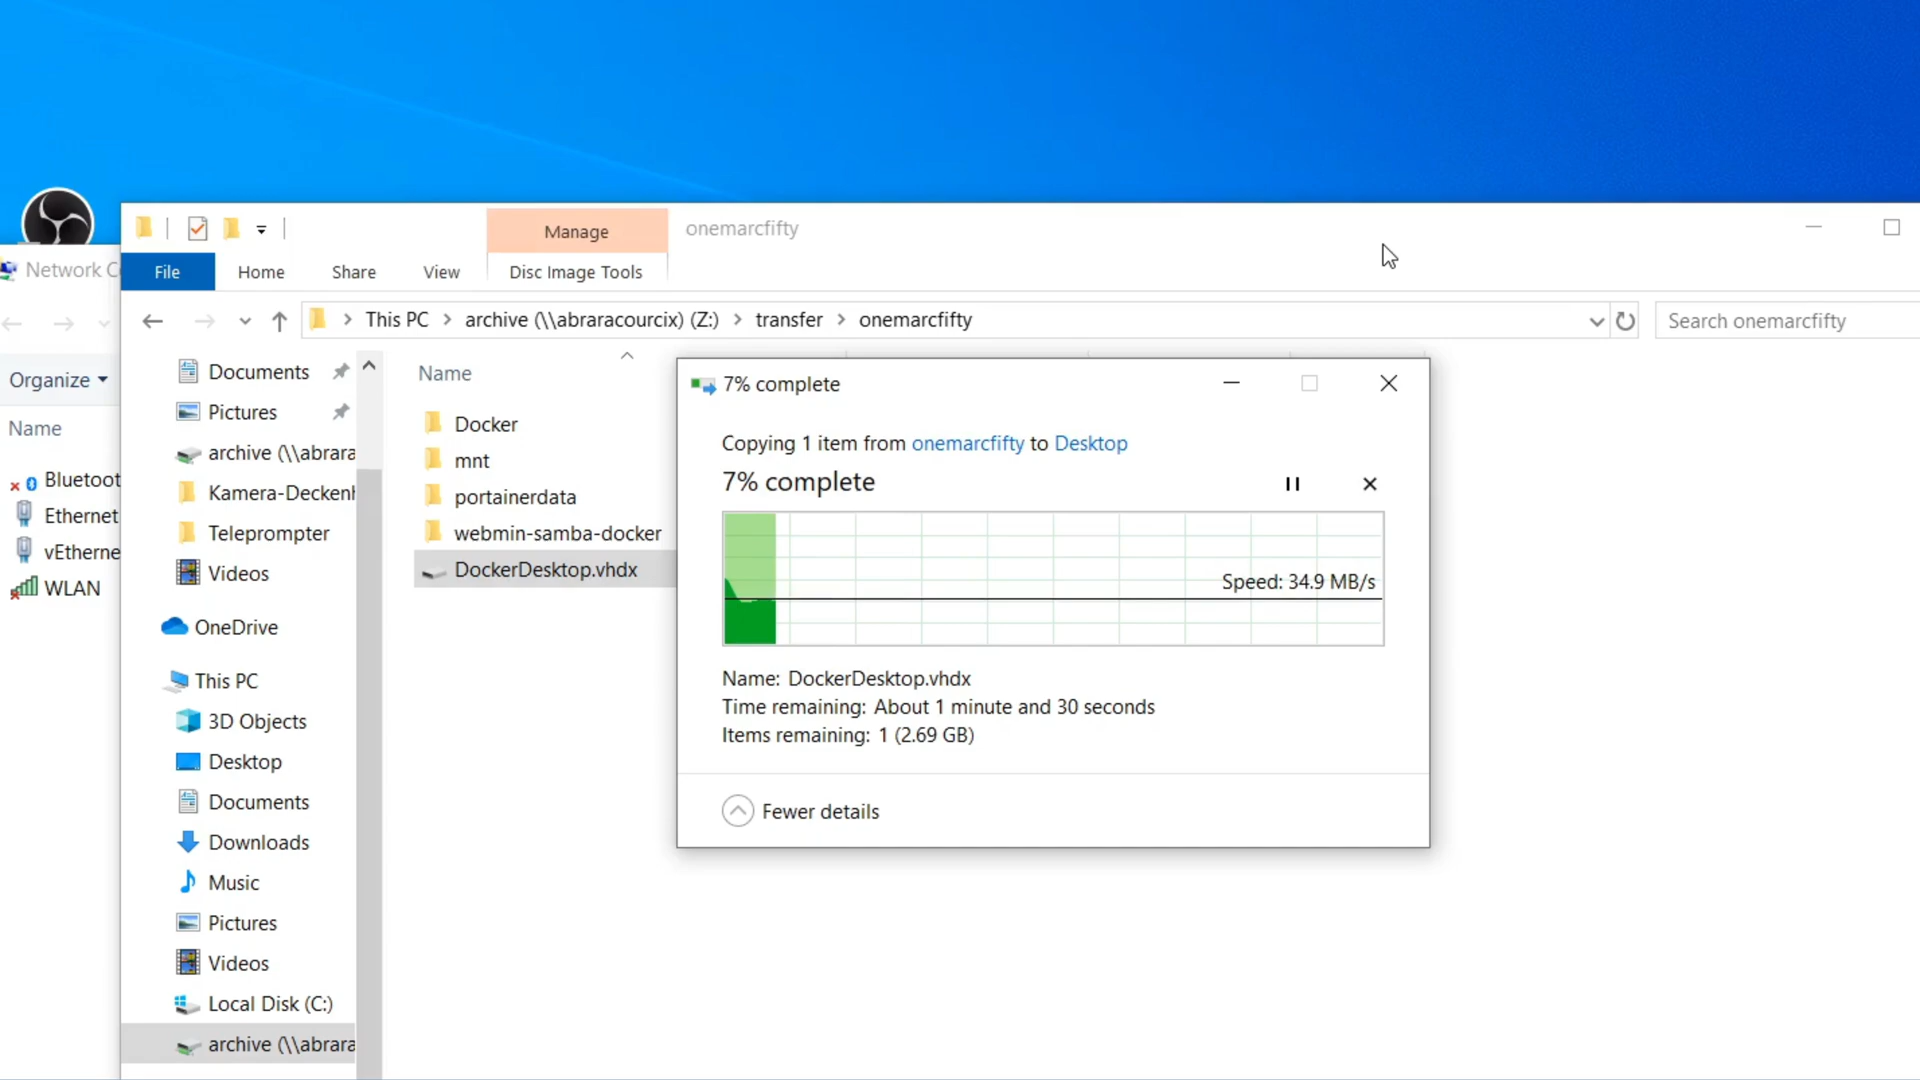 Manage
onemarcfifty
Network C
File
Home
Share
View
Disc Image Tools
This PC
archive (\\abraracourcix) (Z:)
transfer
onemarcfifty
Search onemarcfifty
Organize
Name
Bluetoot
Ethernet
vEtherne
WLAN
Documents
Pictures
archive (\\abrara
Kamera-Deckenh
Teleprompter
Videos
OneDrive
This PC
3D Objects
Desktop
Documents
Downloads
Music
Pictures
Videos
Local Disk (C:)
archive (\\abrara
Name
Docker
mnt
portainerdata
webmin-samba-docker
DockerDesktop.vhdx
7% complete
Copying 1 item from onemarcfifty to Desktop
7% complete
Speed: 34.9 MB/s
Name: DockerDesktop.vhdx
Time remaining: About 1 minute and 30 seconds
Items remaining: 1 (2.69 GB)
Fewer details